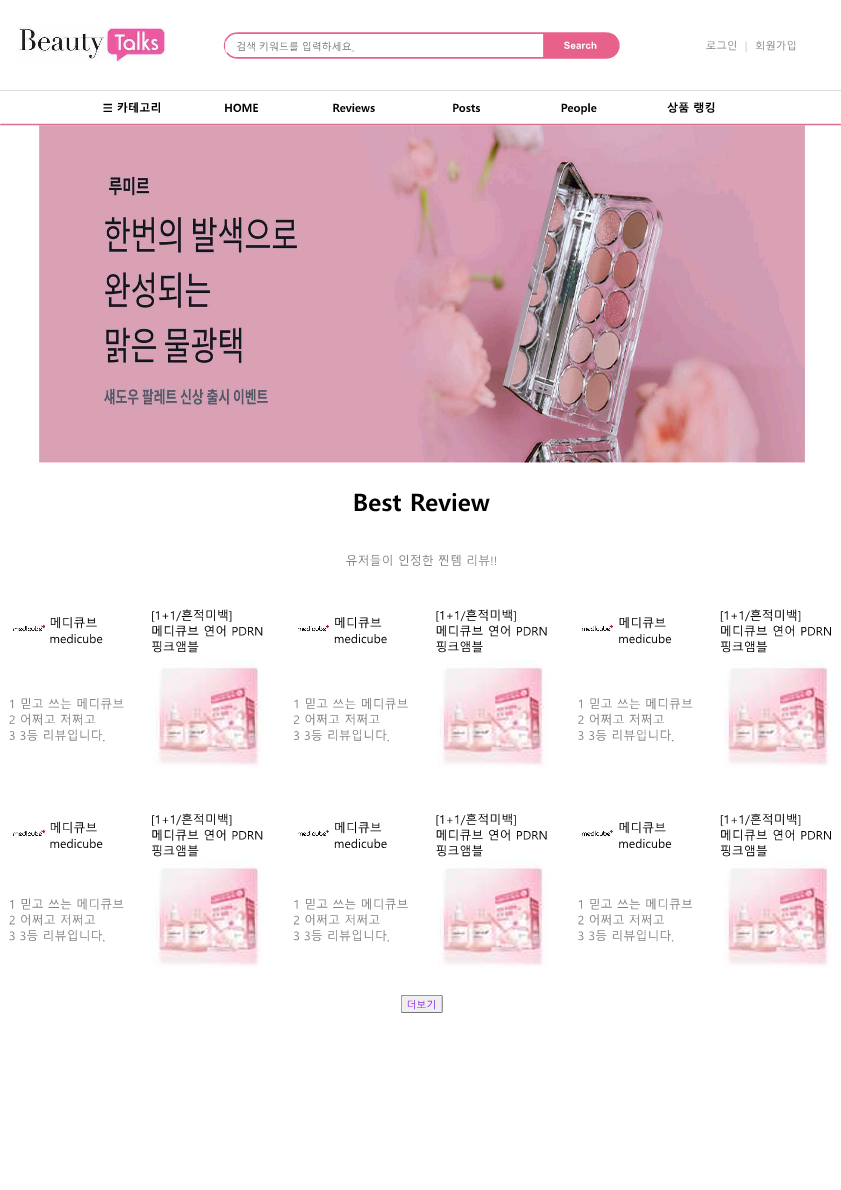 Beauty Talks
검색 키워드를 입력하세요.
Search
로그인 | 회원가입
☰ 카테고리 HOME Reviews Posts People 상품 랭킹
루미르
한번의 발색으로
완성되는
맑은 물광택
섀도우 팔레트 신상 출시 이벤트
Best Review
유저들이 인정한 찐템 리뷰!!
medicube
메디큐브
medicube
[1+1/흔적미백]
메디큐브 연어 PDRN
핑크앰블
1 믿고 쓰는 메디큐브
2 어쩌고 저쩌고
3 3등 리뷰입니다.
medicube
메디큐브
medicube
[1+1/흔적미백]
메디큐브 연어 PDRN
핑크앰블
1 믿고 쓰는 메디큐브
2 어쩌고 저쩌고
3 3등 리뷰입니다.
medicube
메디큐브
medicube
[1+1/흔적미백]
메디큐브 연어 PDRN
핑크앰블
1 믿고 쓰는 메디큐브
2 어쩌고 저쩌고
3 3등 리뷰입니다.
medicube
메디큐브
medicube
[1+1/흔적미백]
메디큐브 연어 PDRN
핑크앰블
1 믿고 쓰는 메디큐브
2 어쩌고 저쩌고
3 3등 리뷰입니다.
medicube
메디큐브
medicube
[1+1/흔적미백]
메디큐브 연어 PDRN
핑크앰블
1 믿고 쓰는 메디큐브
2 어쩌고 저쩌고
3 3등 리뷰입니다.
medicube
메디큐브
medicube
[1+1/흔적미백]
메디큐브 연어 PDRN
핑크앰블
1 믿고 쓰는 메디큐브
2 어쩌고 저쩌고
3 3등 리뷰입니다.
더보기